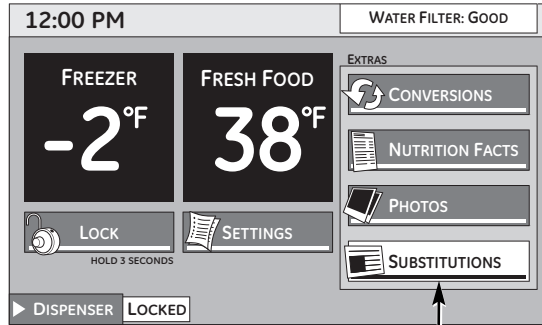 12:00 PM
WATER FILTER: GOOD
EXTRAS
FREEZER
-2°F
FRESH FOOD
38°F
CONVERSIONS
NUTRITION FACTS
PHOTOS
SUBSTITUTIONS
LOCK
HOLD 3 SECONDS
SETTINGS
DISPENSER LOCKED